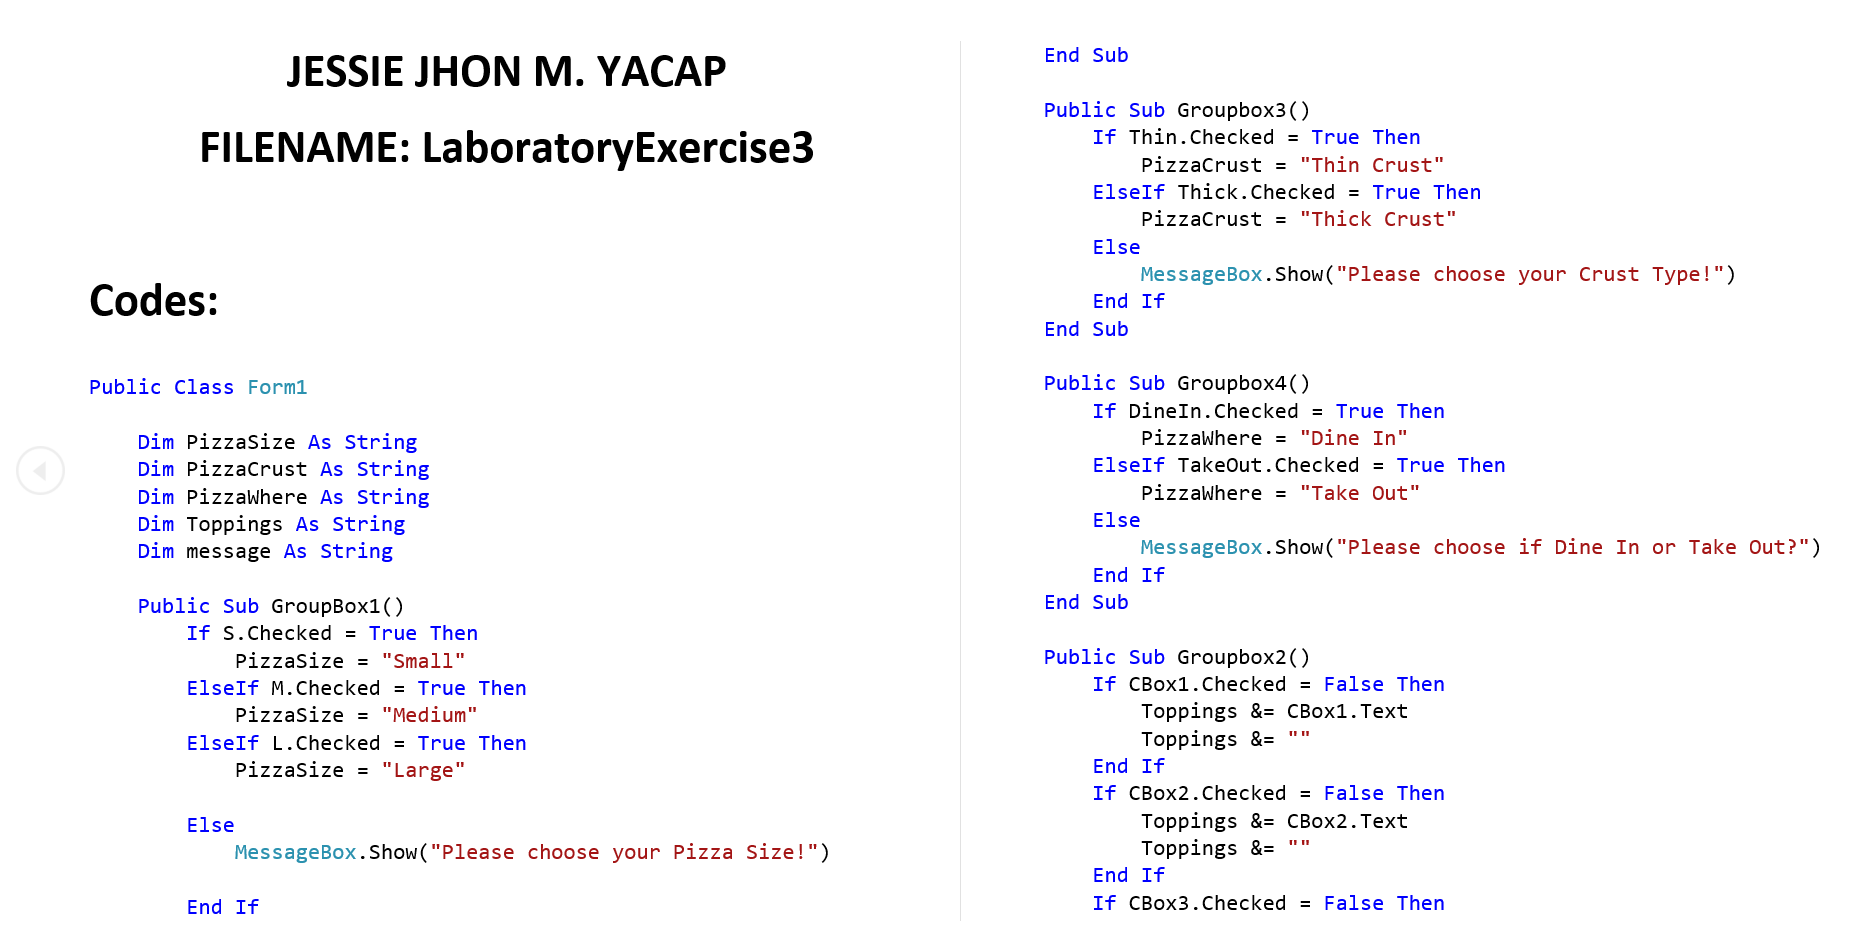 JESSIE JHON M. YACAP
FILENAME: LaboratoryExercise3
Codes:
Public Class Form1
Dim PizzaSize As String
Dim PizzaCrust As String
Dim PizzaWhere As String
Dim Toppings As String
Dim message As String
Public Sub GroupBox1()
If S.Checked = True Then
PizzaSize = "Small"
ElseIf M.Checked = True Then
PizzaSize = "Medium"
ElseIf L.Checked = True Then
PizzaSize = "Large"
Else
MessageBox.Show("Please choose your Pizza Size!")
End If
End Sub
Public Sub Groupbox3()
If Thin.Checked = True Then
PizzaCrust = "Thin Crust"
ElseIf Thick.Checked = True Then
PizzaCrust = "Thick Crust"
Else
MessageBox.Show("Please choose your Crust Type!")
End If
End Sub
Public Sub Groupbox4()
If DineIn.Checked = True Then
PizzaWhere = "Dine In"
ElseIf TakeOut.Checked = True Then
PizzaWhere = "Take Out"
Else
MessageBox.Show("Please choose if Dine In or Take Out?")
End If
End Sub
Public Sub Groupbox2()
If CBox1.Checked = False Then
Toppings &= CBox1.Text
Toppings &= ""
End If
If CBox2.Checked = False Then
Toppings &= CBox2.Text
Toppings &= ""
End If
If CBox3.Checked = False Then